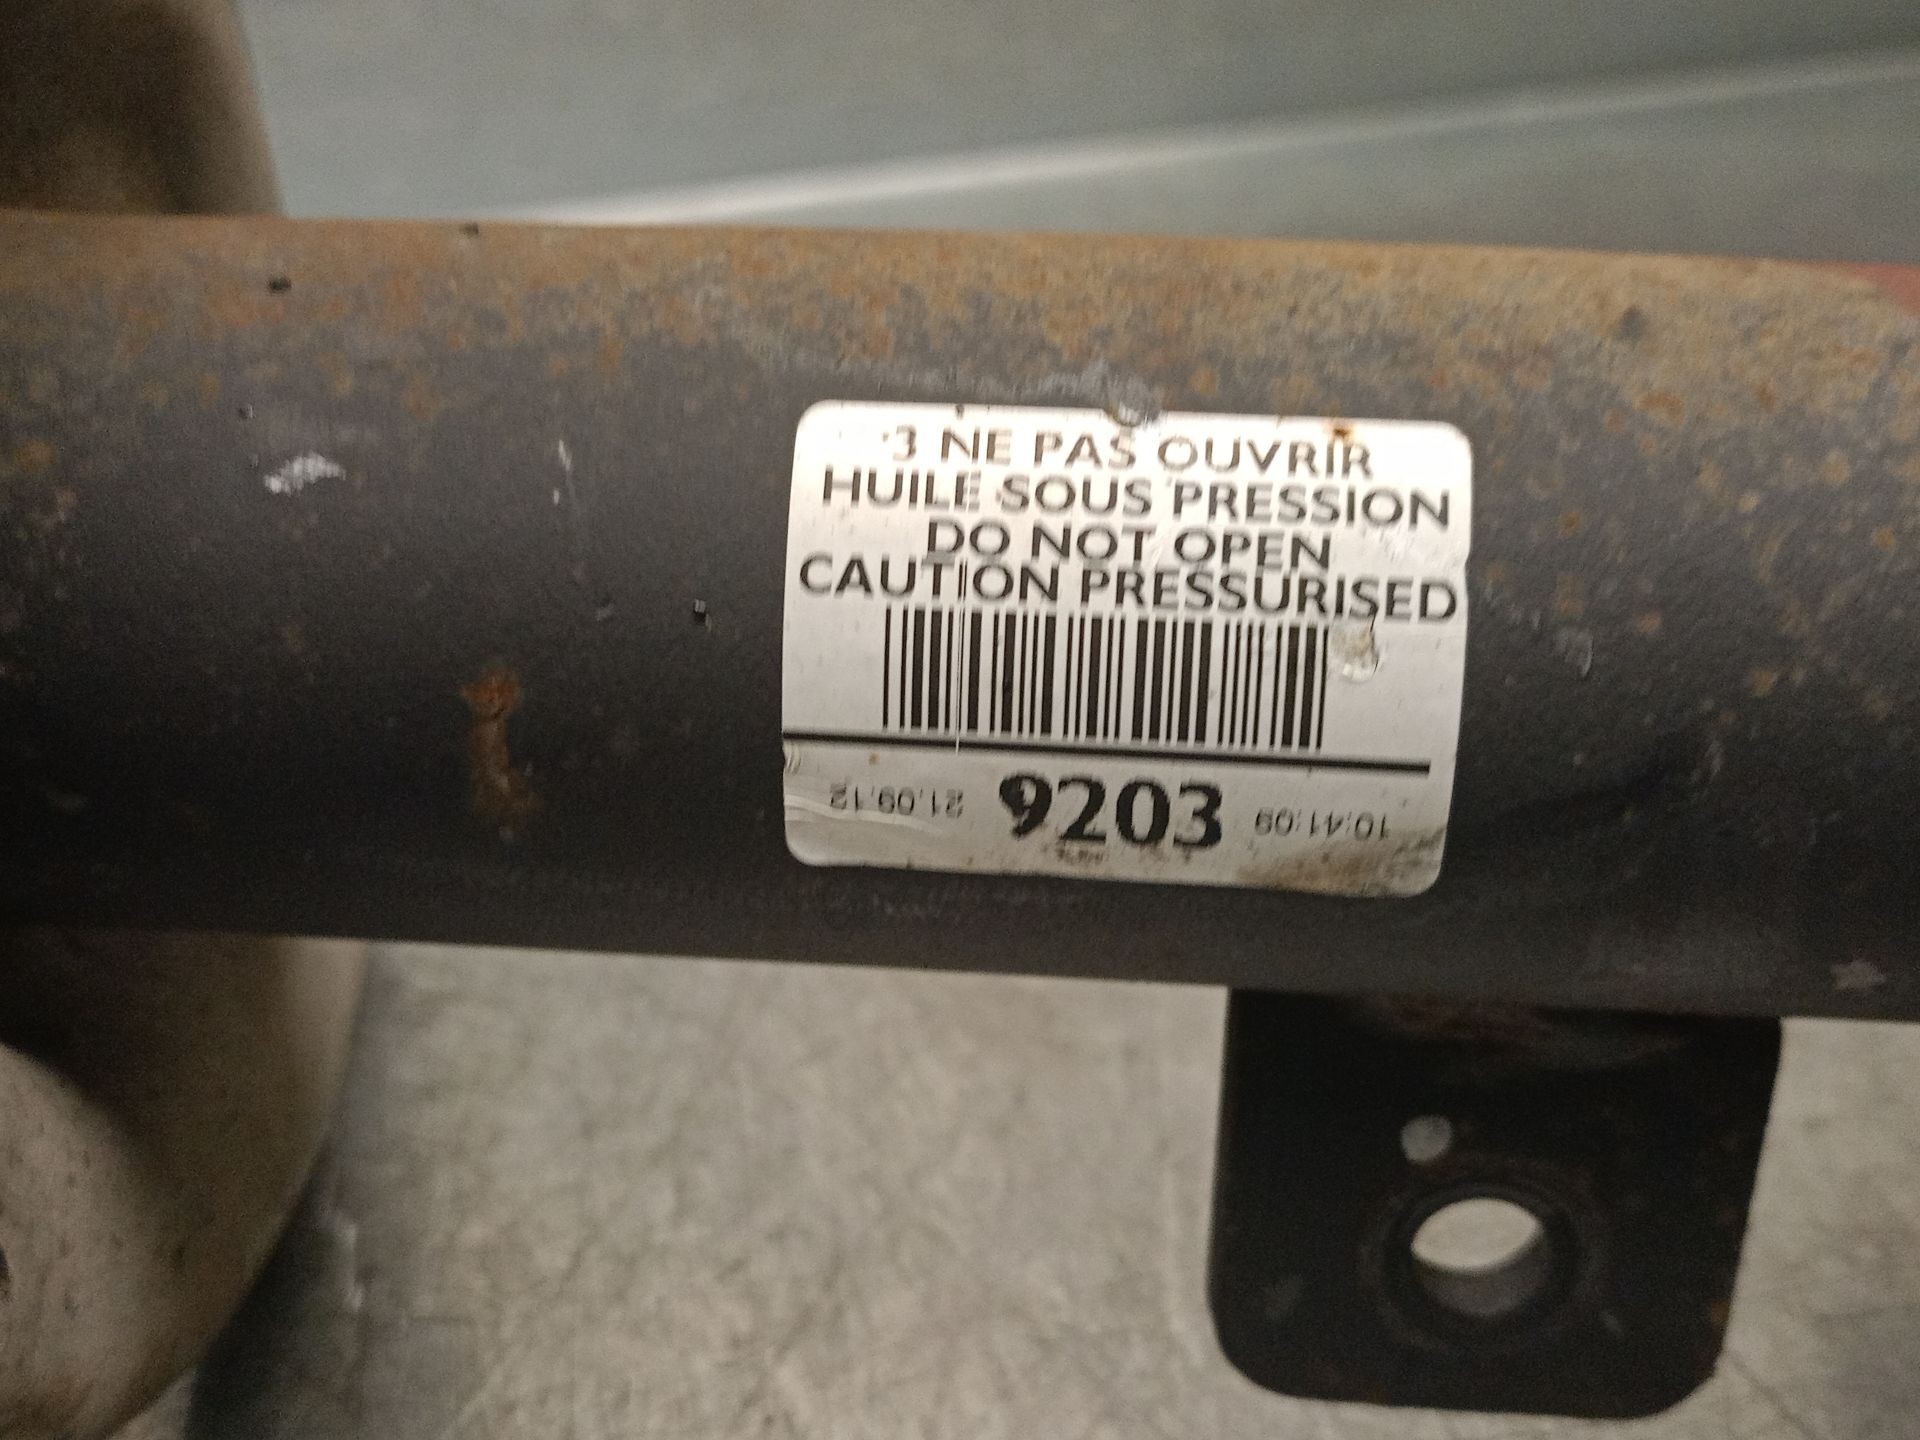 3 NE PAS OUVRIR
HUILE SOUS PRESSION
DO NOT OPEN
CAUTION PRESSURISED
21.09.12 9203 10:41:09